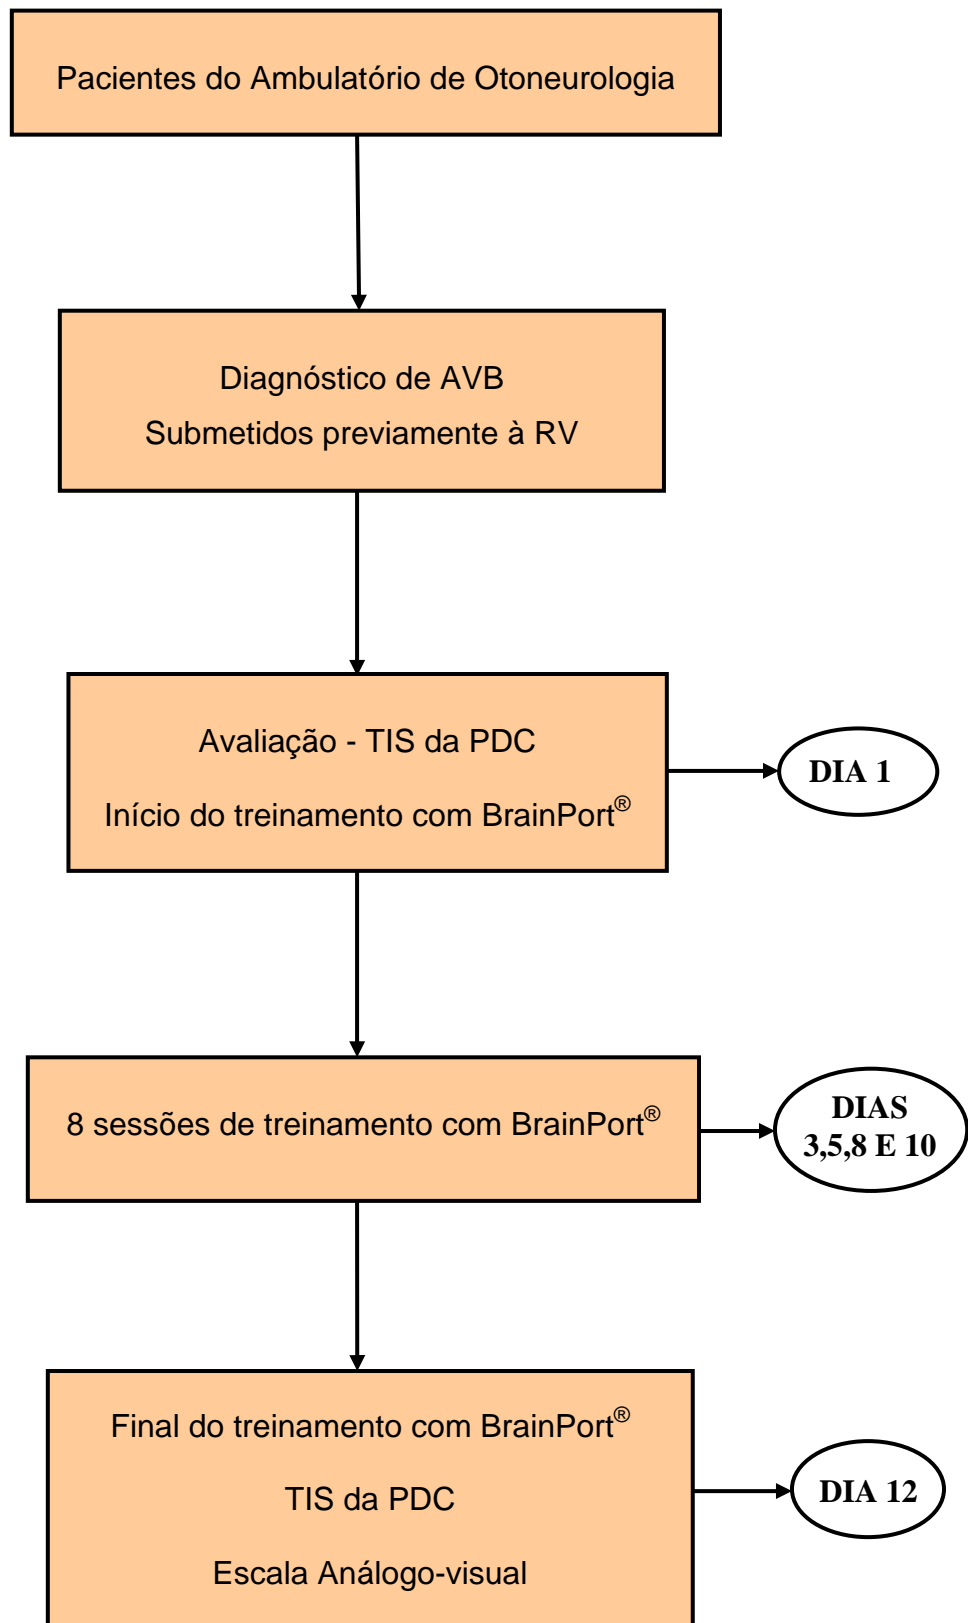 Pacientes do Ambulatório de Otoneurologia
Diagnóstico de AVB
Submetidos previamente à RV
Avaliação - TIS da PDC
Início do treinamento com BrainPort®
DIA 1
8 sessões de treinamento com BrainPort®
DIAS
3,5,8 E 10
Final do treinamento com BrainPort®
TIS da PDC
Escala Análogo-visual
DIA 12